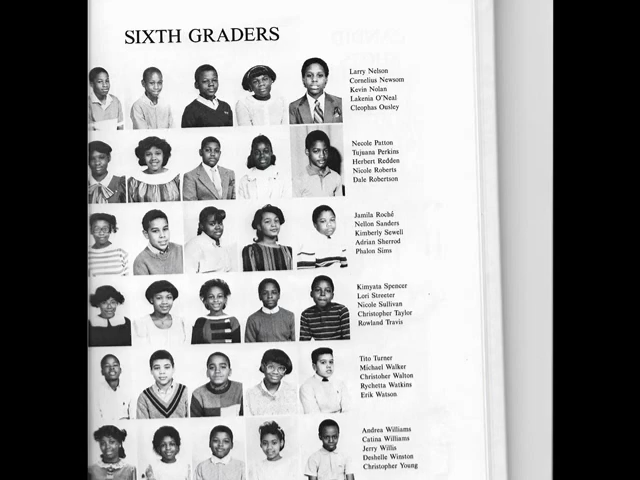 SIXTH GRADERS
Larry Nelson
Cornelius Newsom
Kevin Nolan
Lakenia O'Neal
Cleophas Ousley
Necole Patton
Tujuana Perkins
Herbert Redden
Nicole Roberts
Dale Robertson
Jamila Roché
Nellon Sanders
Kimberly Sewell
Adrian Sherrod
Phalon Sims
Kimyata Spencer
Lori Streeter
Nicole Sullivan
Christopher Taylor
Rowland Travis
Tito Turner
Michael Walker
Christoher Walton
Rychetta Watkins
Erik Watson
Andrea Williams
Catina Williams
Jerry Willis
Deshelle Winston
Christopher Young